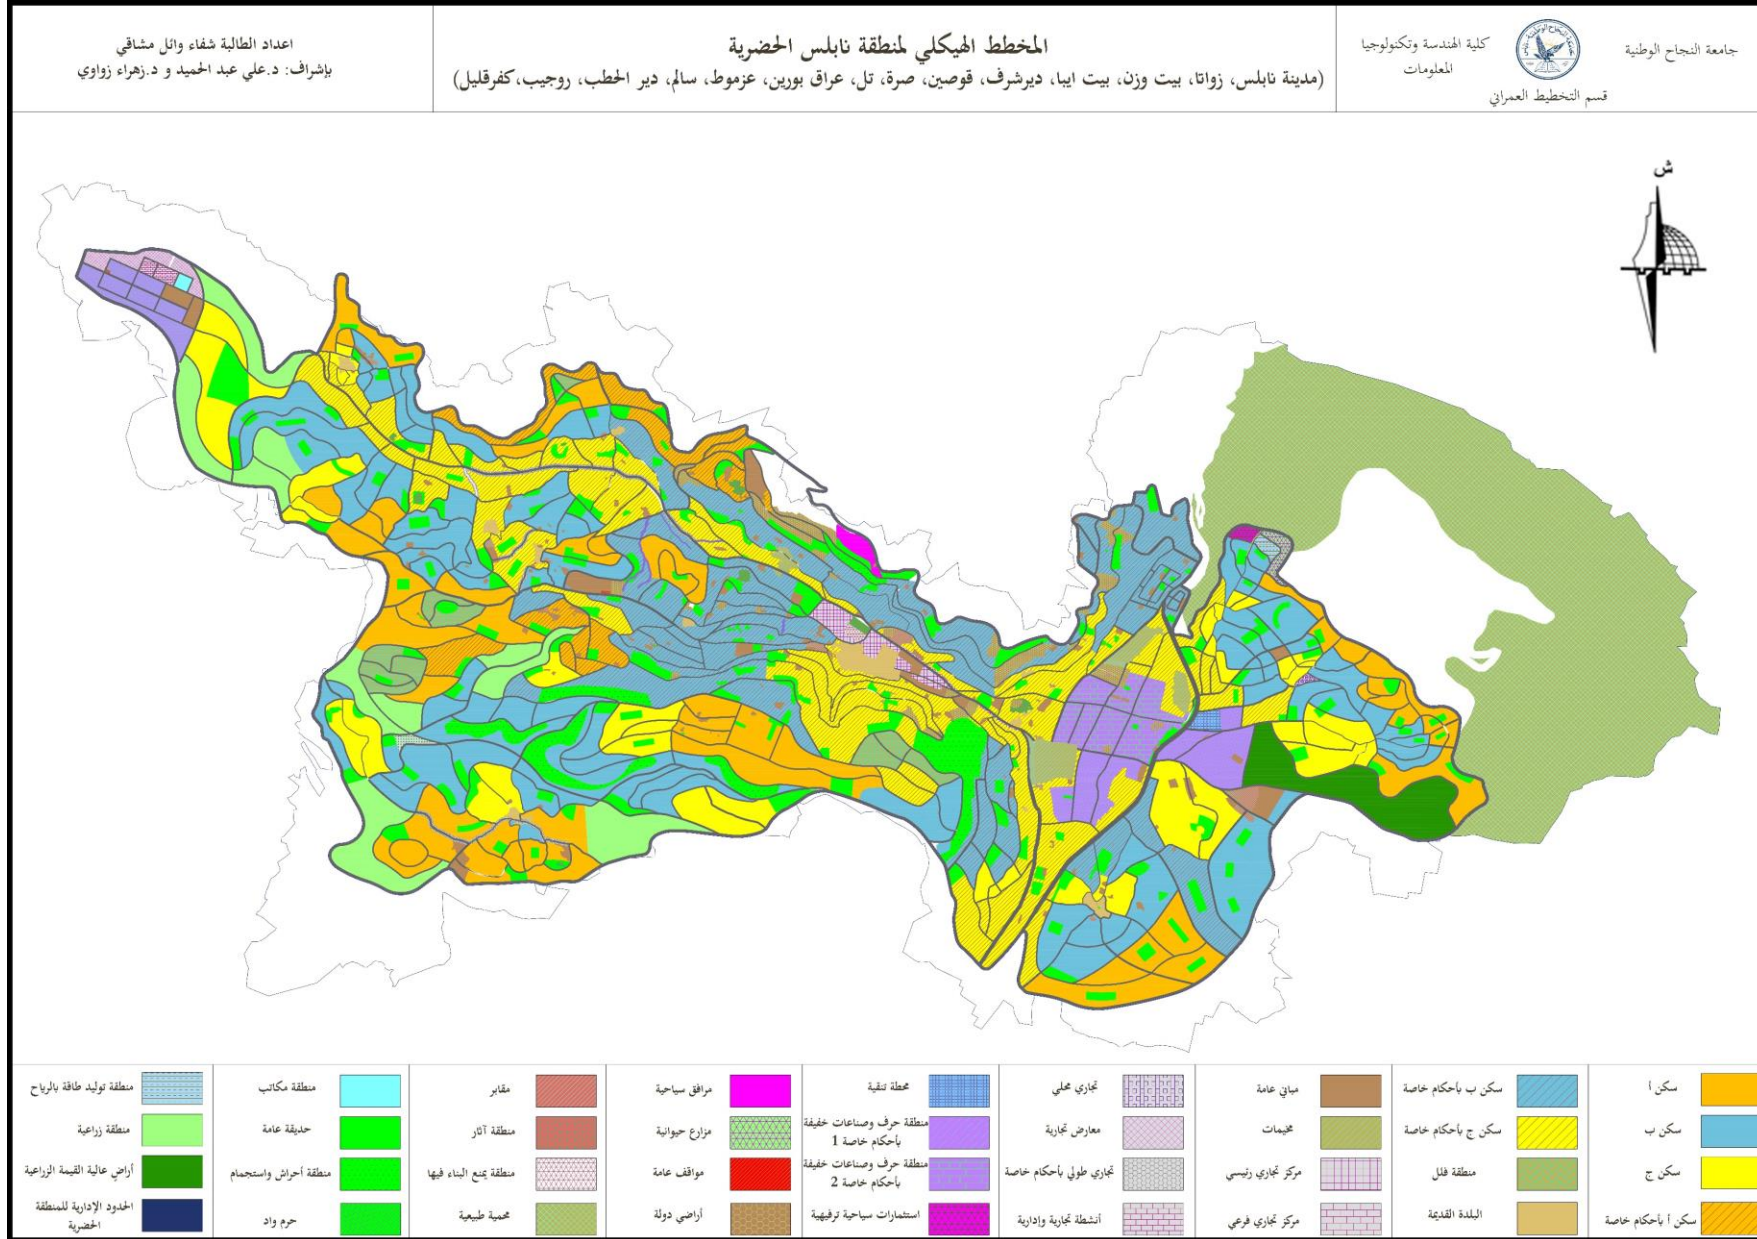 جامعة النجاح الوطنية
كلية الهندسة وتكنولوجيا
المعلومات
قسم التخطيط العمراني
المخطط الهيكلي لمنطقة نابلس الحضرية
(مدينة نابلس، زواتا، بيت وزن، بيت ايبا، ديرشرف، قوصين، صرة، تل، عراق بورين، عزموط، سالم، دير الحطب، روجيب، كفرقليل)
اعداد الطالبة شفاء وائل مشاقي
بإشراف: د.علي عبد الحميد و د.زهراء زواوي
ش
سكن أ
سكن ب
سكن ج
سكن أ بأحكام خاصة
سكن ب بأحكام خاصة
سكن ج بأحكام خاصة
منطقة فلل
البلدة القديمة
مباني عامة
مخيمات
مركز تجاري رئيسي
مركز تجاري فرعي
تجاري محلي
معارض تجارية
تجاري طولي بأحكام خاصة
أنشطة تجارية وإدارية
محطة تنقية
منطقة حرف وصناعات خفيفة
بأحكام خاصة 1
منطقة حرف وصناعات خفيفة
بأحكام خاصة 2
استثمارات سياحية ترفيهية
مرافق سياحية
مزارع حيوانية
مواقف عامة
أراضي دولة
مقابر
منطقة آثار
منطقة يمنع البناء فيها
محمية طبيعية
منطقة مكاتب
حديقة عامة
منطقة أحراش واستجمام
حرم واد
منطقة توليد طاقة بالرياح
منطقة زراعية
أراض عالية القيمة الزراعية
الحدود الإدارية للمنطقة
الحضرية